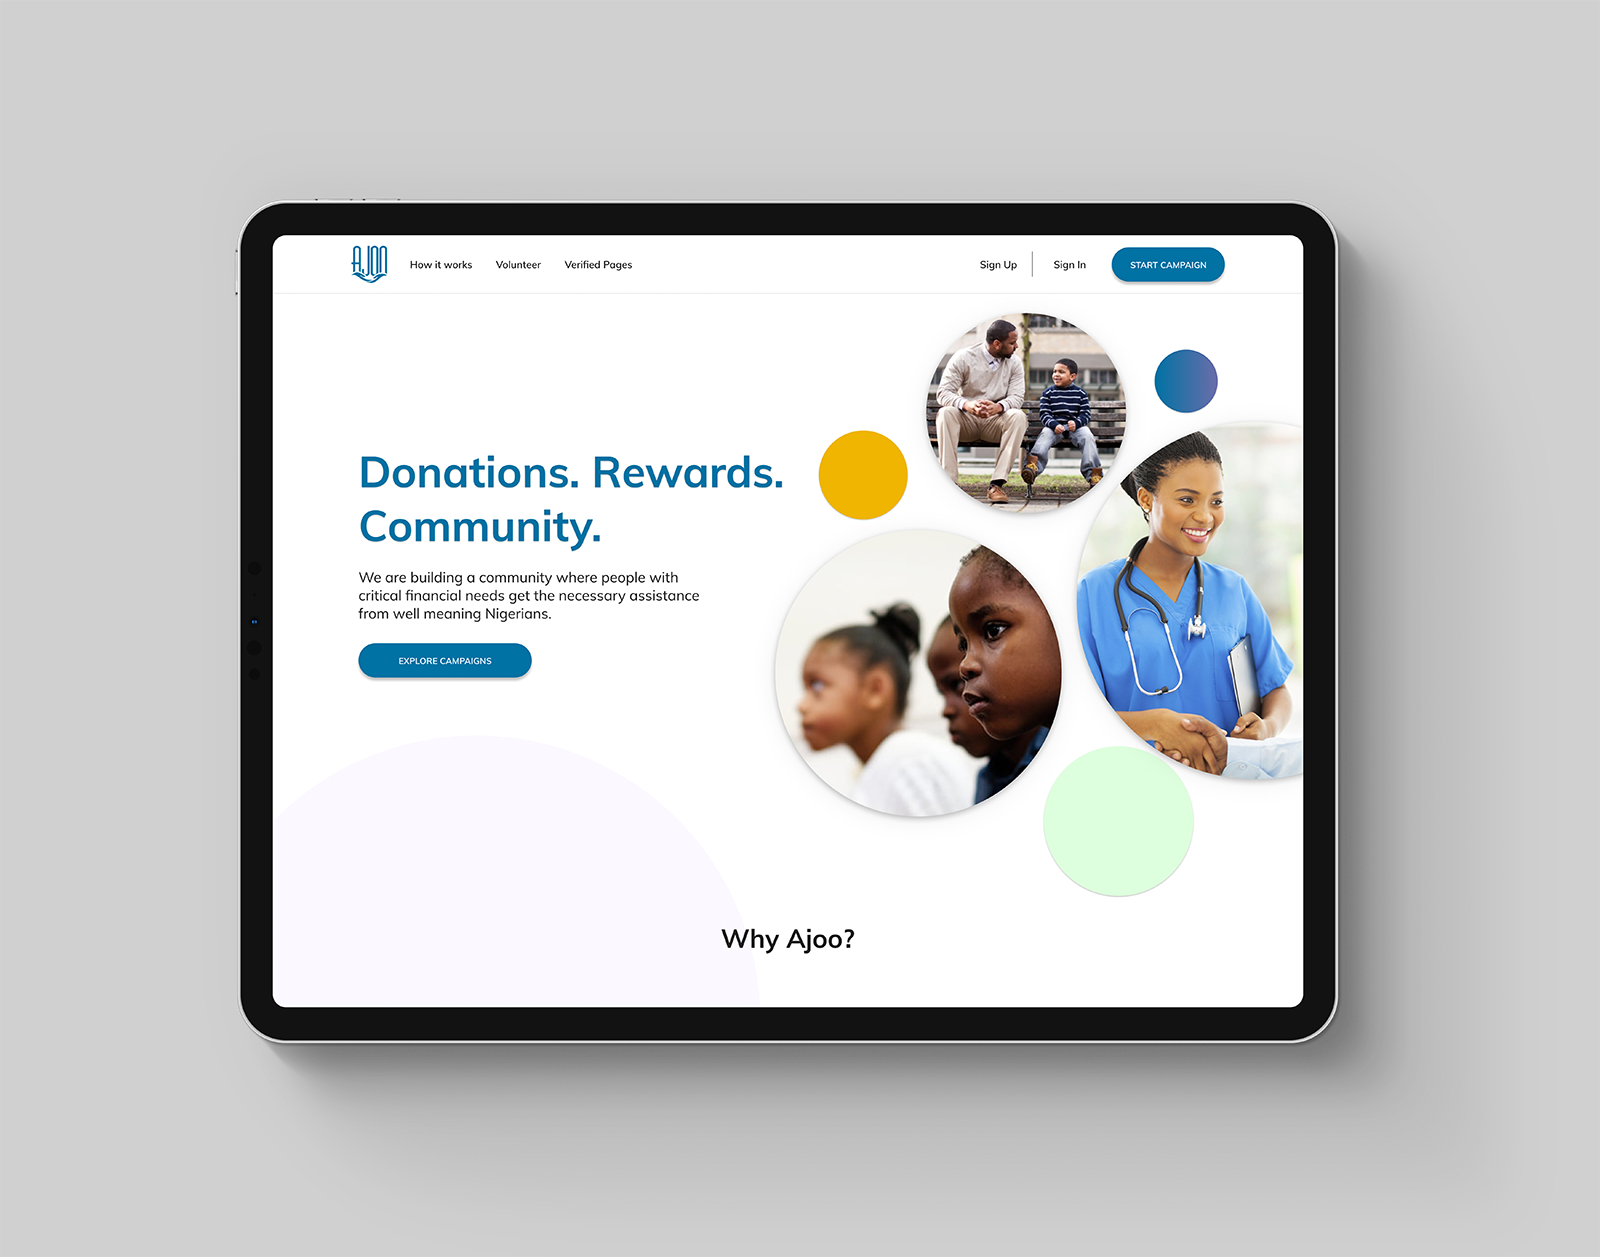 AJOO
How it works
Volunteer
Verified Pages
Sign Up
Sign In
START CAMPAIGN
Donations. Rewards.
Community.
We are building a community where people with
critical financial needs get the necessary assistance
from well meaning Nigerians.
EXPLORE CAMPAIGNS
Why Ajoo?